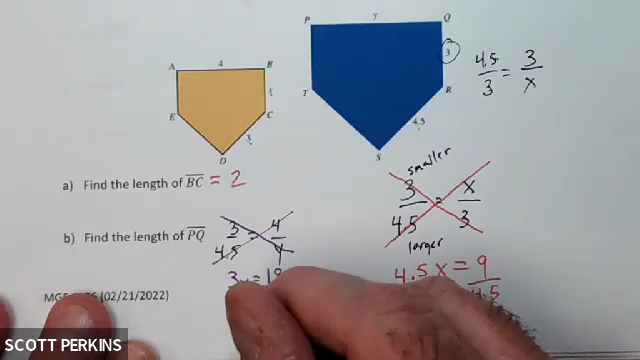 P y Q
A 4 B
3
4.5/3 = 3/x
x
T R
E C
3 4.5
D S
smaller
a) Find the length of BC = 2
3/4.5 = x/3
b) Find the length of PQ 3/4.5 = 4/y
larger
4.5x = 9
4.5
(02/21/2022)
SCOTT PERKINS